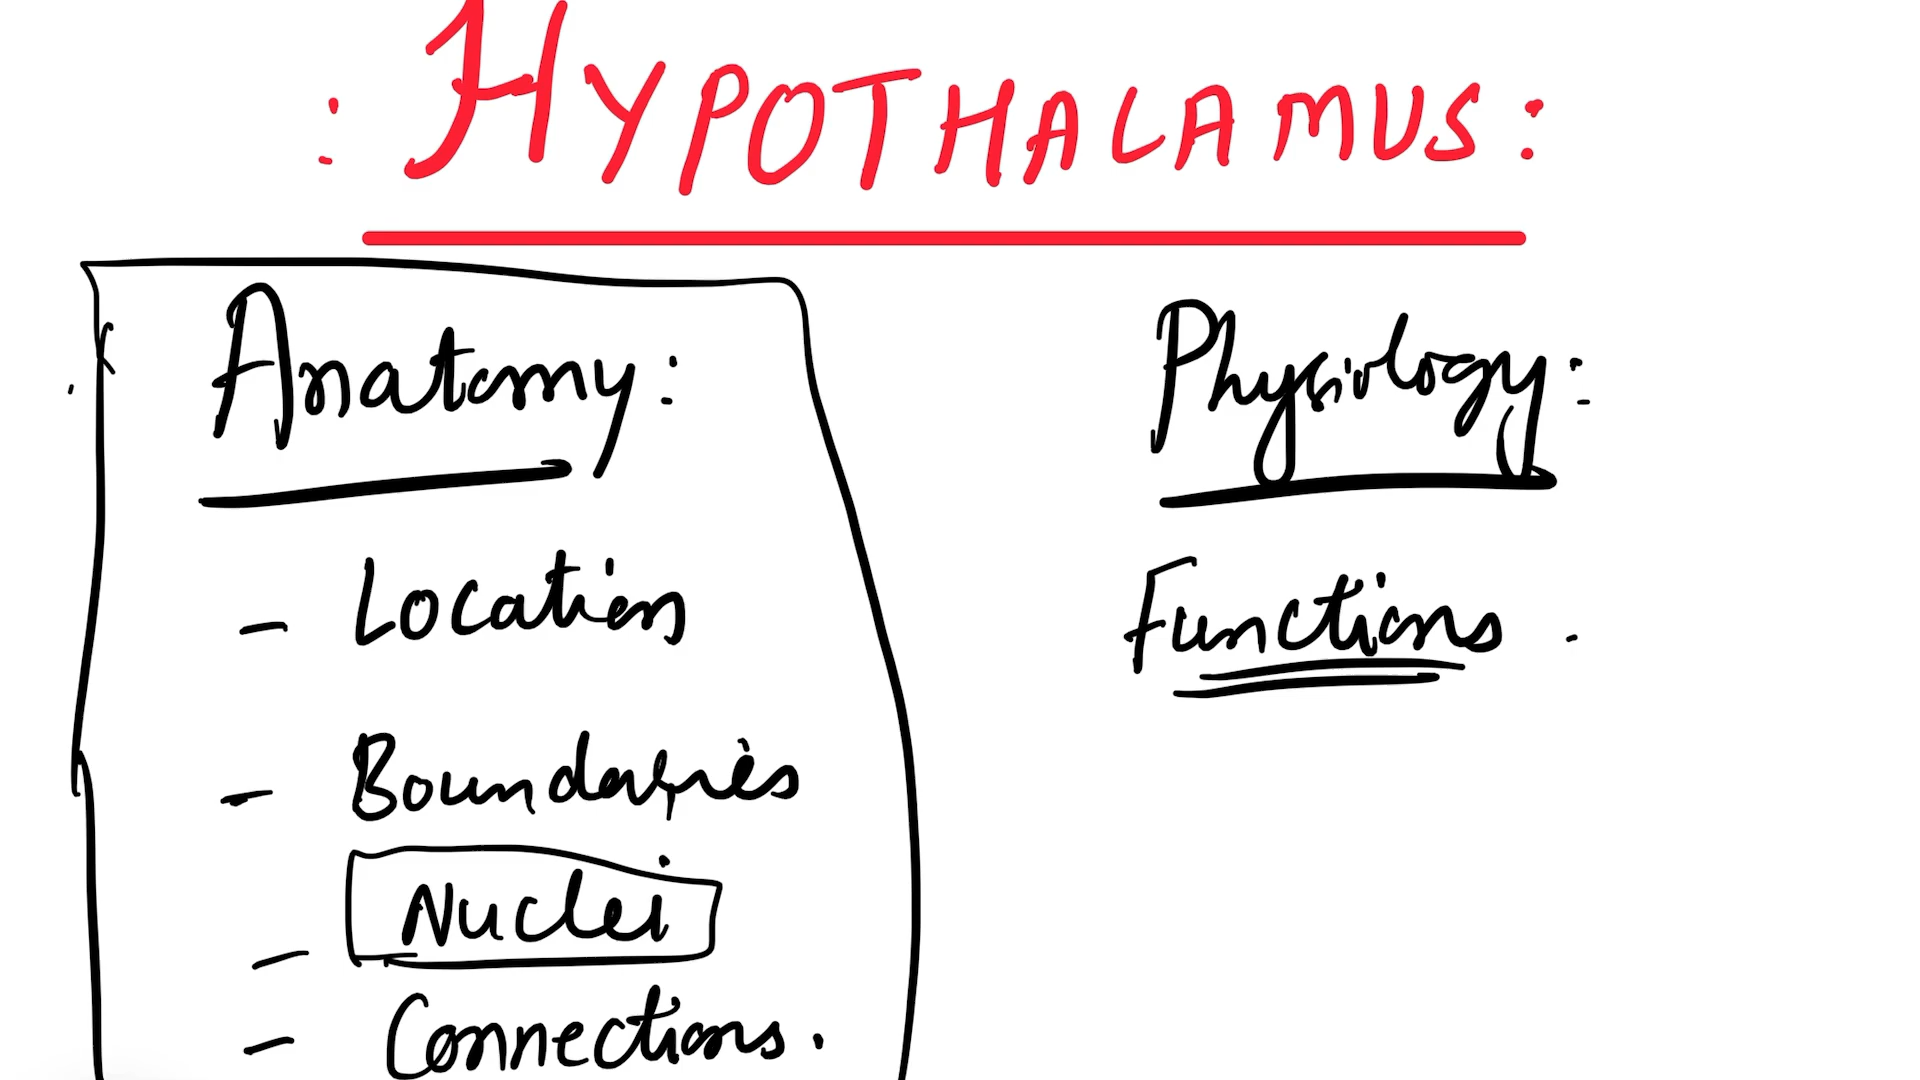 : HYPOTHALAMUS:
Anatomy:
- Location
- Boundaries
- Nuclei
- Connections.
Physiology:
Functions.